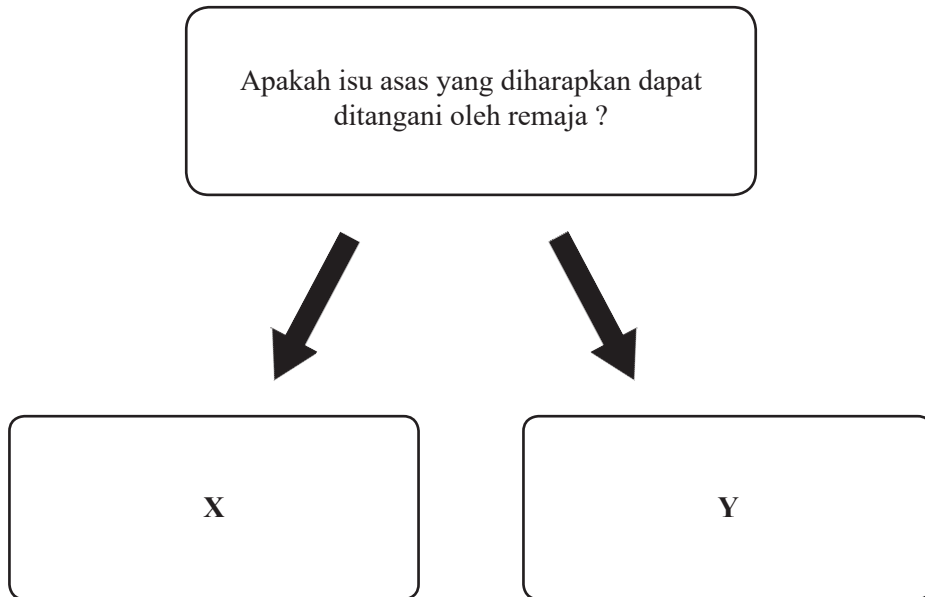 Apakah isu asas yang diharapkan dapat
ditangani oleh remaja ?
X
Y